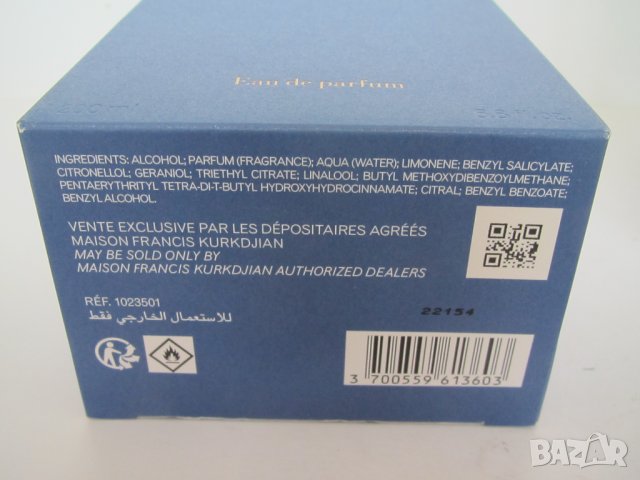 Eau de parfum
INGREDIENTS: ALCOHOL; PARFUM (FRAGRANCE); AQUA (WATER); LIMONENE; BENZYL SALICYLATE;
CITRONELLOL; GERANIOL; TRIETHYL CITRATE; LINALOOL; BUTYL METHOXYDIBENZOYLMETHANE;
PENTAERYTHRITYL TETRA-DI-T-BUTYL HYDROXYHYDROCINNAMATE; CITRAL; BENZYL BENZOATE;
BENZYL ALCOHOL.
VENTE EXCLUSIVE PAR LES DÉPOSITAIRES AGRÉÉS
MAISON FRANCIS KURKDJIAN
MAY BE SOLD ONLY BY
MAISON FRANCIS KURKDJIAN AUTHORIZED DEALERS
RÉF. 1023501
للاستعمال الخارجي فقط
22154
3 700559 613603
BAZAR